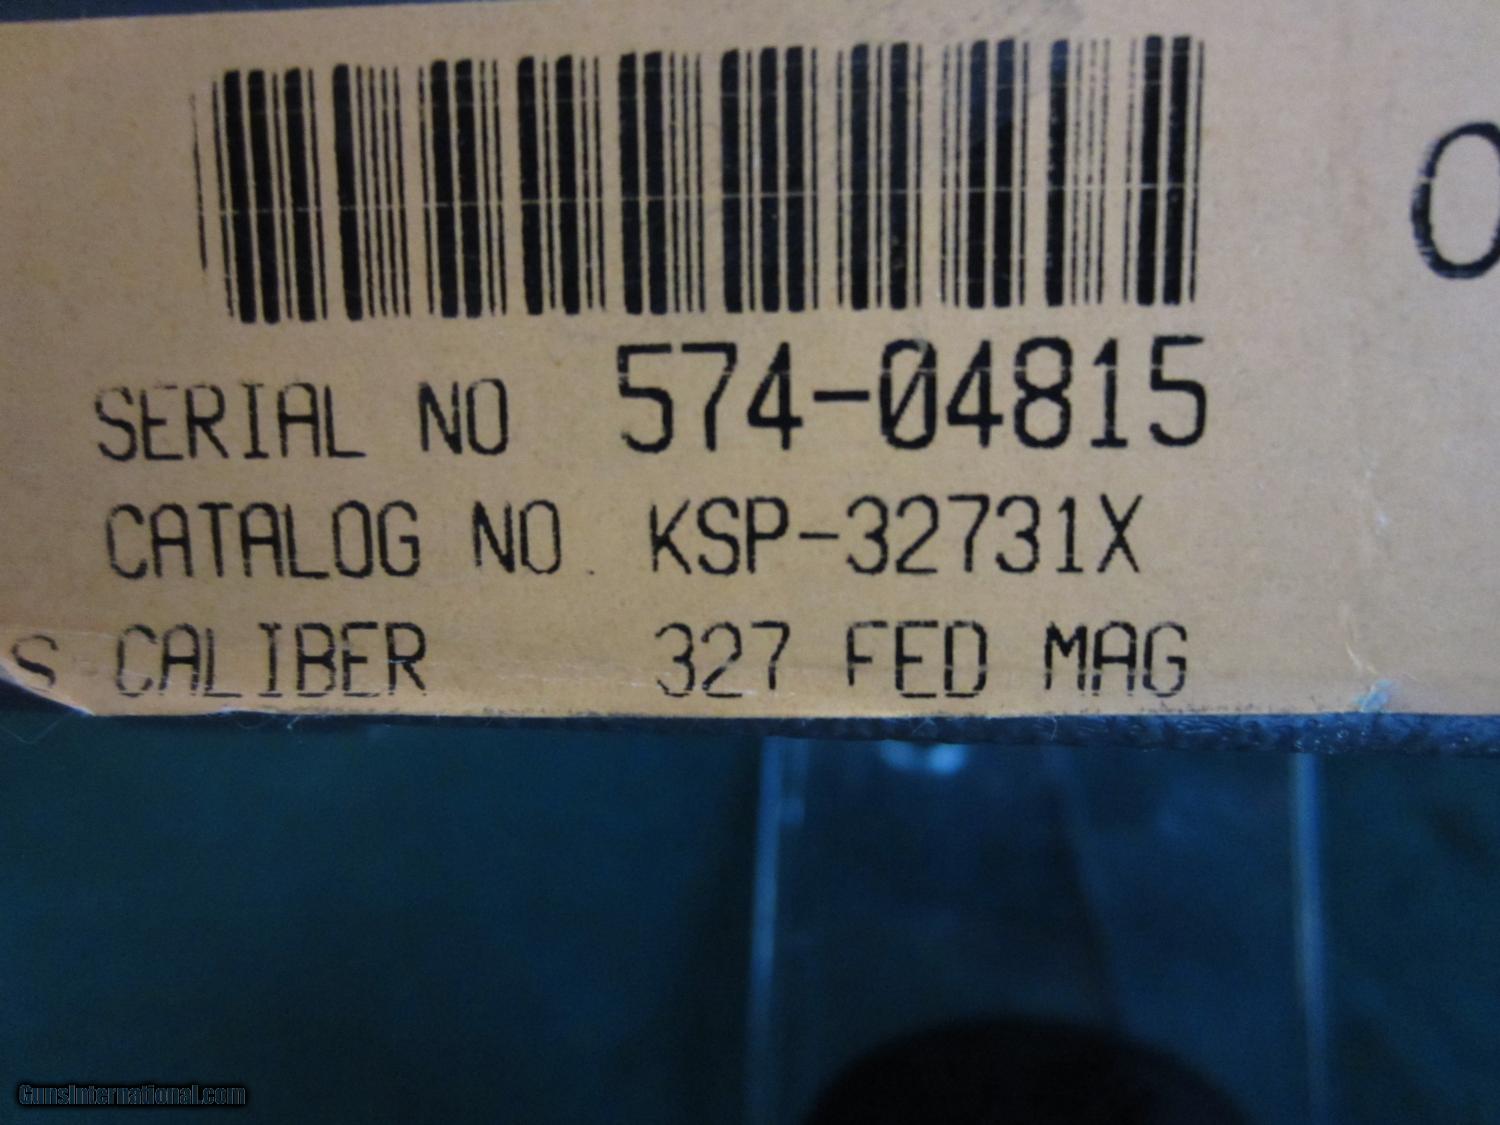 O
SERIAL NO 574-04815
CATALOG NO. KSP-32731X
S CALIBER 327 FED MAG
GunsInternational.com